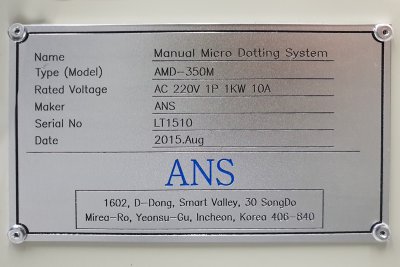 Name Manual Micro Dotting System
Type (Model) AMD-350M
Rated Voltage AC 220V 1P 1KW 10A
Maker ANS
Serial No LT1510
Date 2015.Aug
ANS
1602, D-Dong, Smart Valley, 30 SongDo
Mirea-Ro, Yeonsu-Gu, Incheon, Korea 406-840